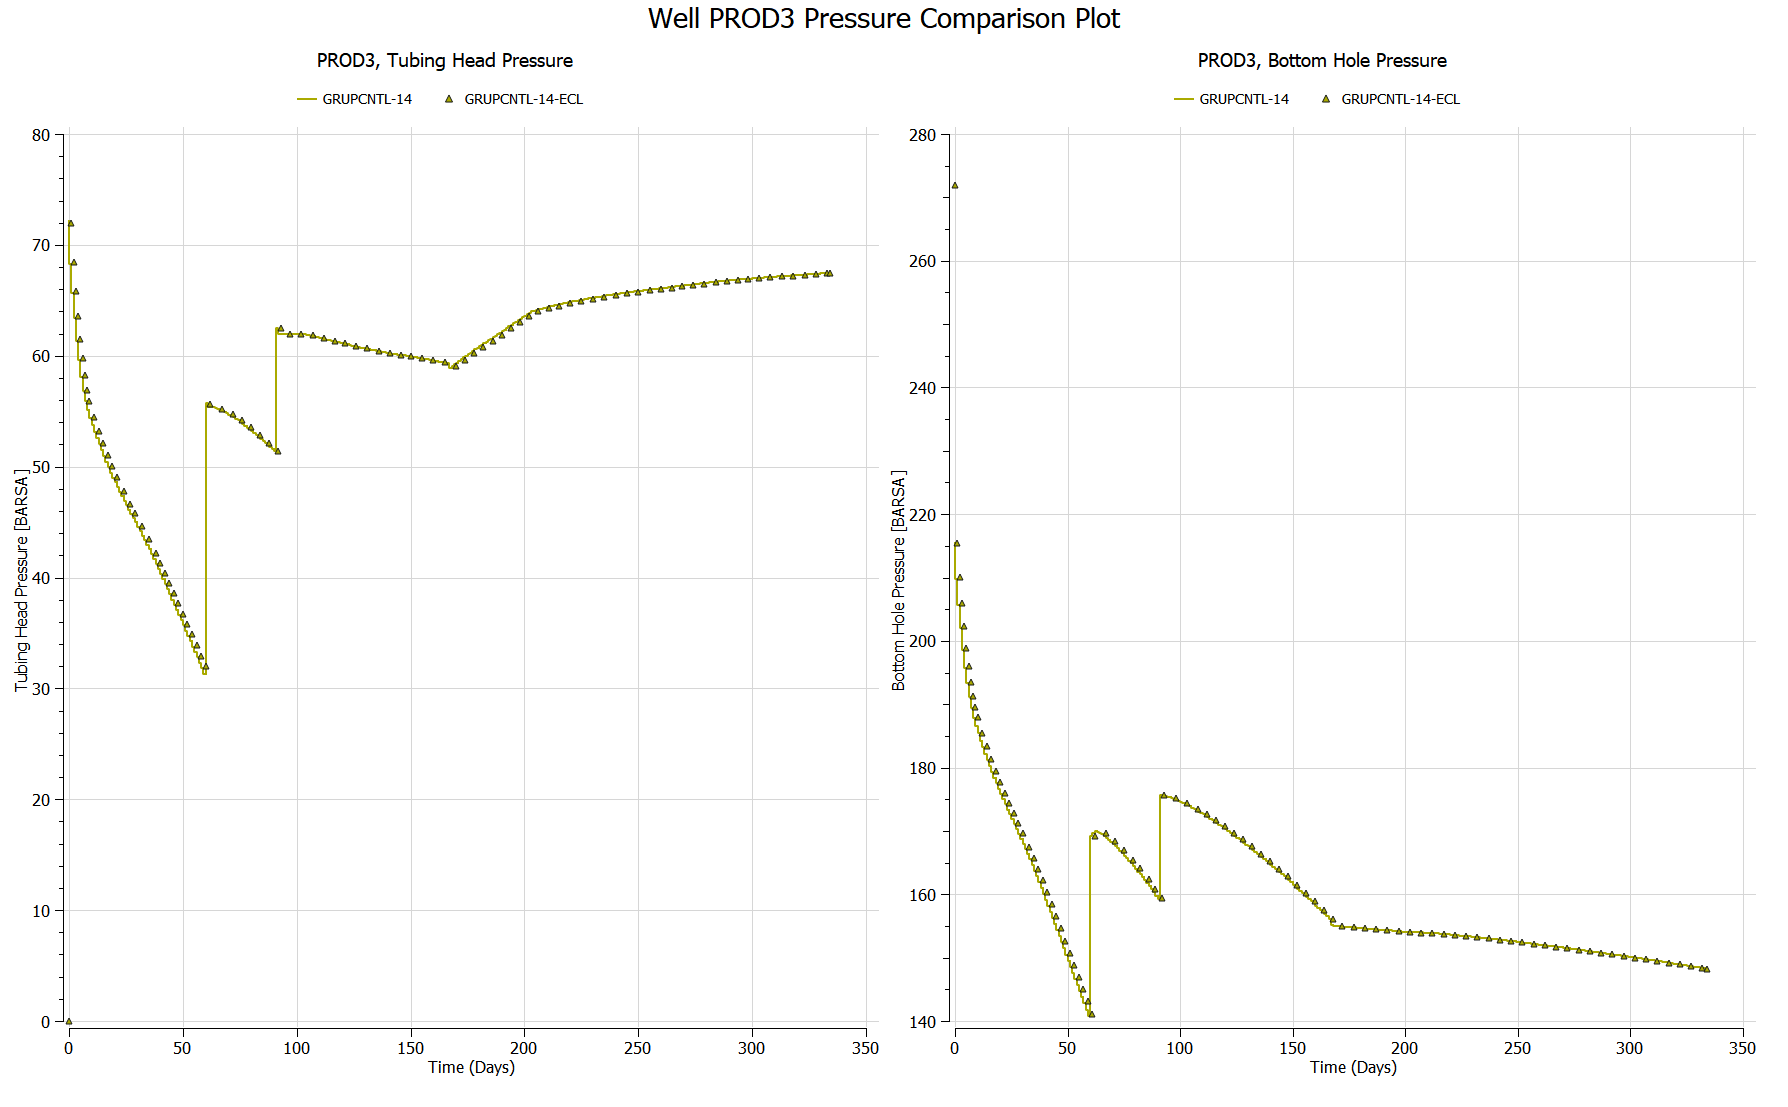 Well PROD3 Pressure Comparison Plot
PROD3, Tubing Head Pressure
GRUPCNTL-14 GRUPCNTL-14-ECL
80
70
60
50
40
30
20
10
0
Tubing Head Pressure [BARSA]
0 50 100 150 200 250 300 350
Time (Days)
PROD3, Bottom Hole Pressure
GRUPCNTL-14 GRUPCNTL-14-ECL
280
260
240
220
200
180
160
140
Bottom Hole Pressure [BARSA]
0 50 100 150 200 250 300 350
Time (Days)